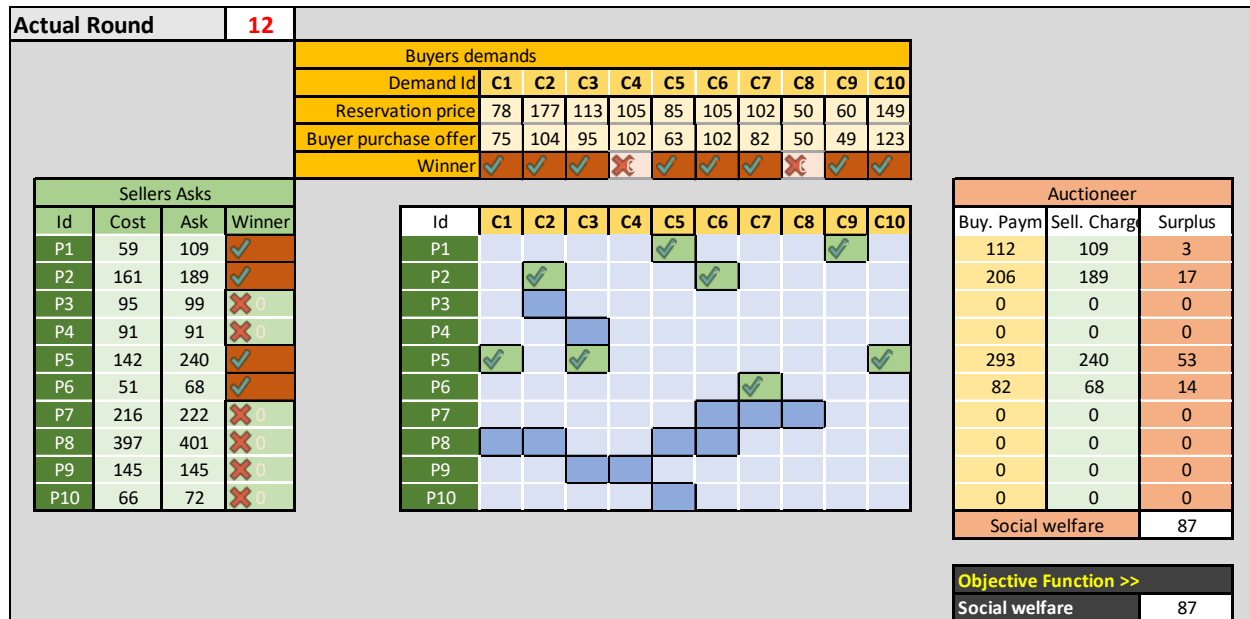 Actual Round 12
Buyers demands
Demand Id C1 C2 C3 C4 C5 C6 C7 C8 C9 C10
Reservation price 78 177 113 105 85 105 102 50 60 149
Buyer purchase offer 75 104 95 102 63 102 82 50 49 123
Winner
Sellers Asks Auctioneer
Id Cost Ask Winner Id C1 C2 C3 C4 C5 C6 C7 C8 C9 C10 Buy. Paym Sell. Charge Surplus
P1 59 109 P1 112 109 3
P2 161 189 P2 206 189 17
P3 95 99 0 P3 0 0 0
P4 91 91 0 P4 0 0 0
P5 142 240 P5 293 240 53
P6 51 68 P6 82 68 14
P7 216 222 0 P7 0 0 0
P8 397 401 0 P8 0 0 0
P9 145 145 0 P9 0 0 0
P10 66 72 0 P10 0 0 0
Social welfare 87
Objective Function >>
Social welfare 87